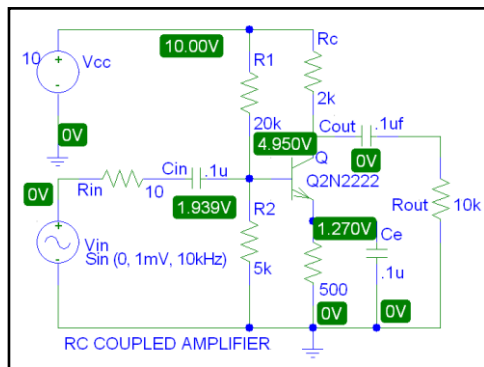 10.00V
Rc
10
Vcc
R1
2k
Cout
.1uf
20k
4.950V
0V
0V
Q
Cin
.1u
0V
Q2N2222
Rin
10
1.939V
R2
Rout
10k
1.270V
Ce
Vin
Sin (0, 1mV, 10kHz)
5k
.1u
500
0V
0V
RC COUPLED AMPLIFIER